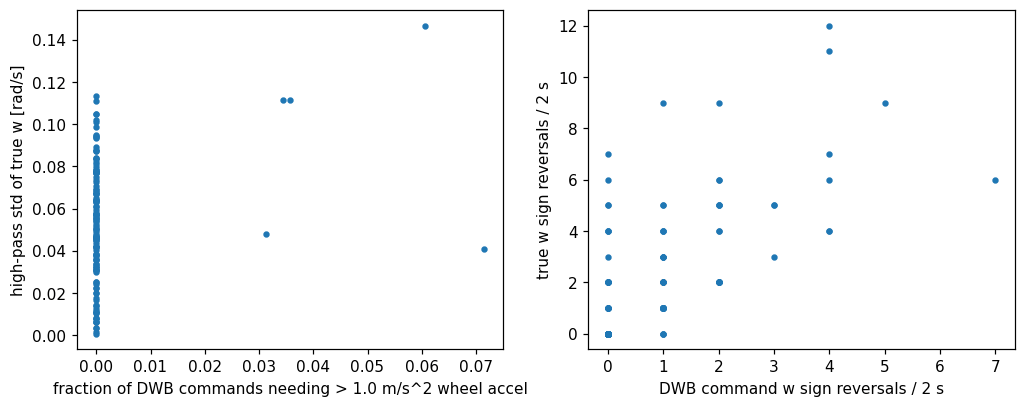 high-pass std of true w [rad/s]
0.14
0.12
0.10
0.08
0.06
0.04
0.02
0.00
0.00 0.01 0.02 0.03 0.04 0.05 0.06 0.07
fraction of DWB commands needing > 1.0 m/s^2 wheel accel
true w sign reversals / 2 s
12
10
8
6
4
2
0
0 1 2 3 4 5 6 7
DWB command w sign reversals / 2 s